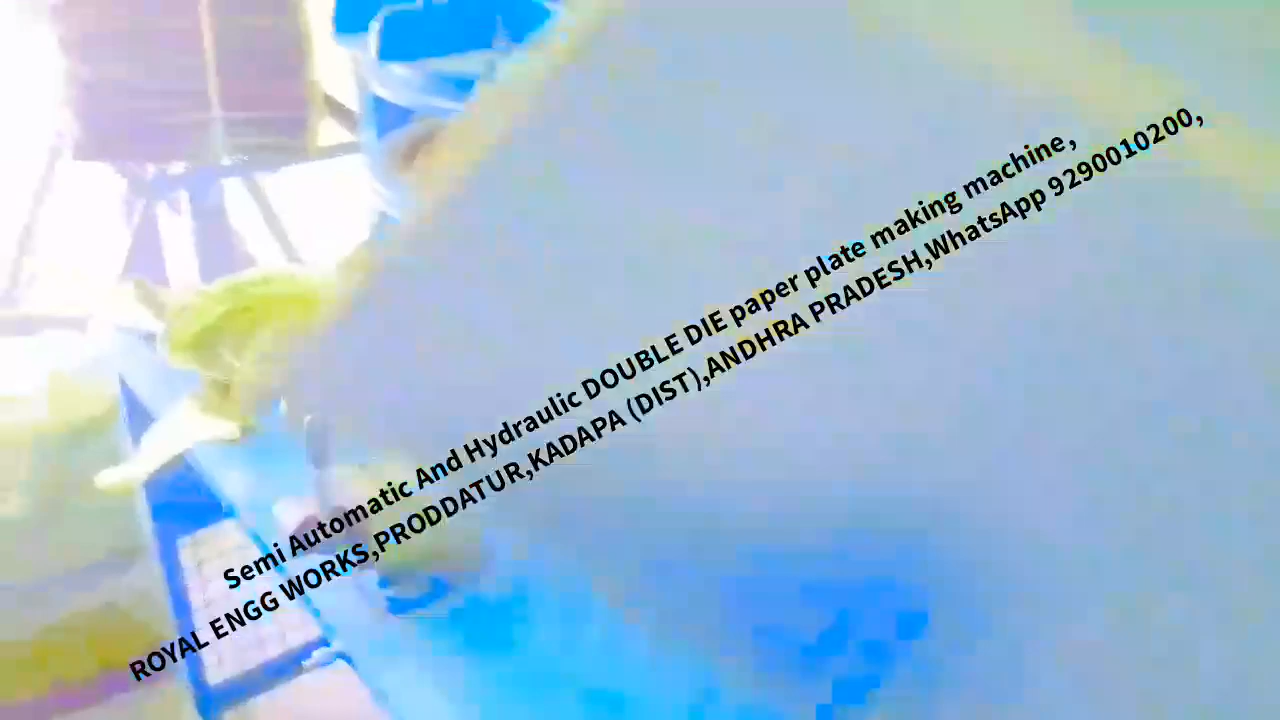 Semi Automatic And Hydraulic DOUBLE DIE paper plate making machine,
ROYAL ENGG WORKS,PRODDATUR,KADAPA (DIST),ANDHRA PRADESH,WhatsApp 9290010200,